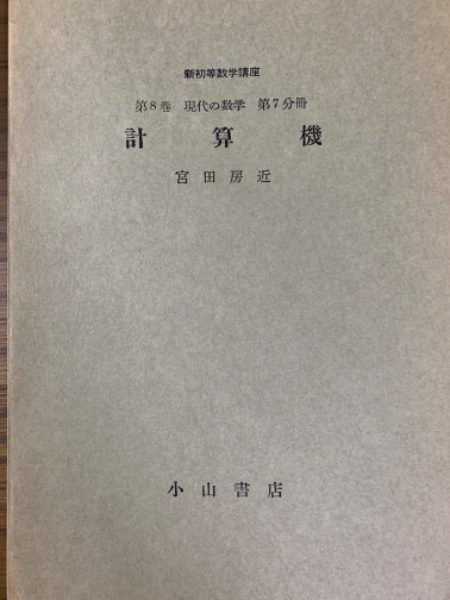 新初等数学講座
第8巻 現代の数学 第7分冊
計算機
宮田房近
小山書店